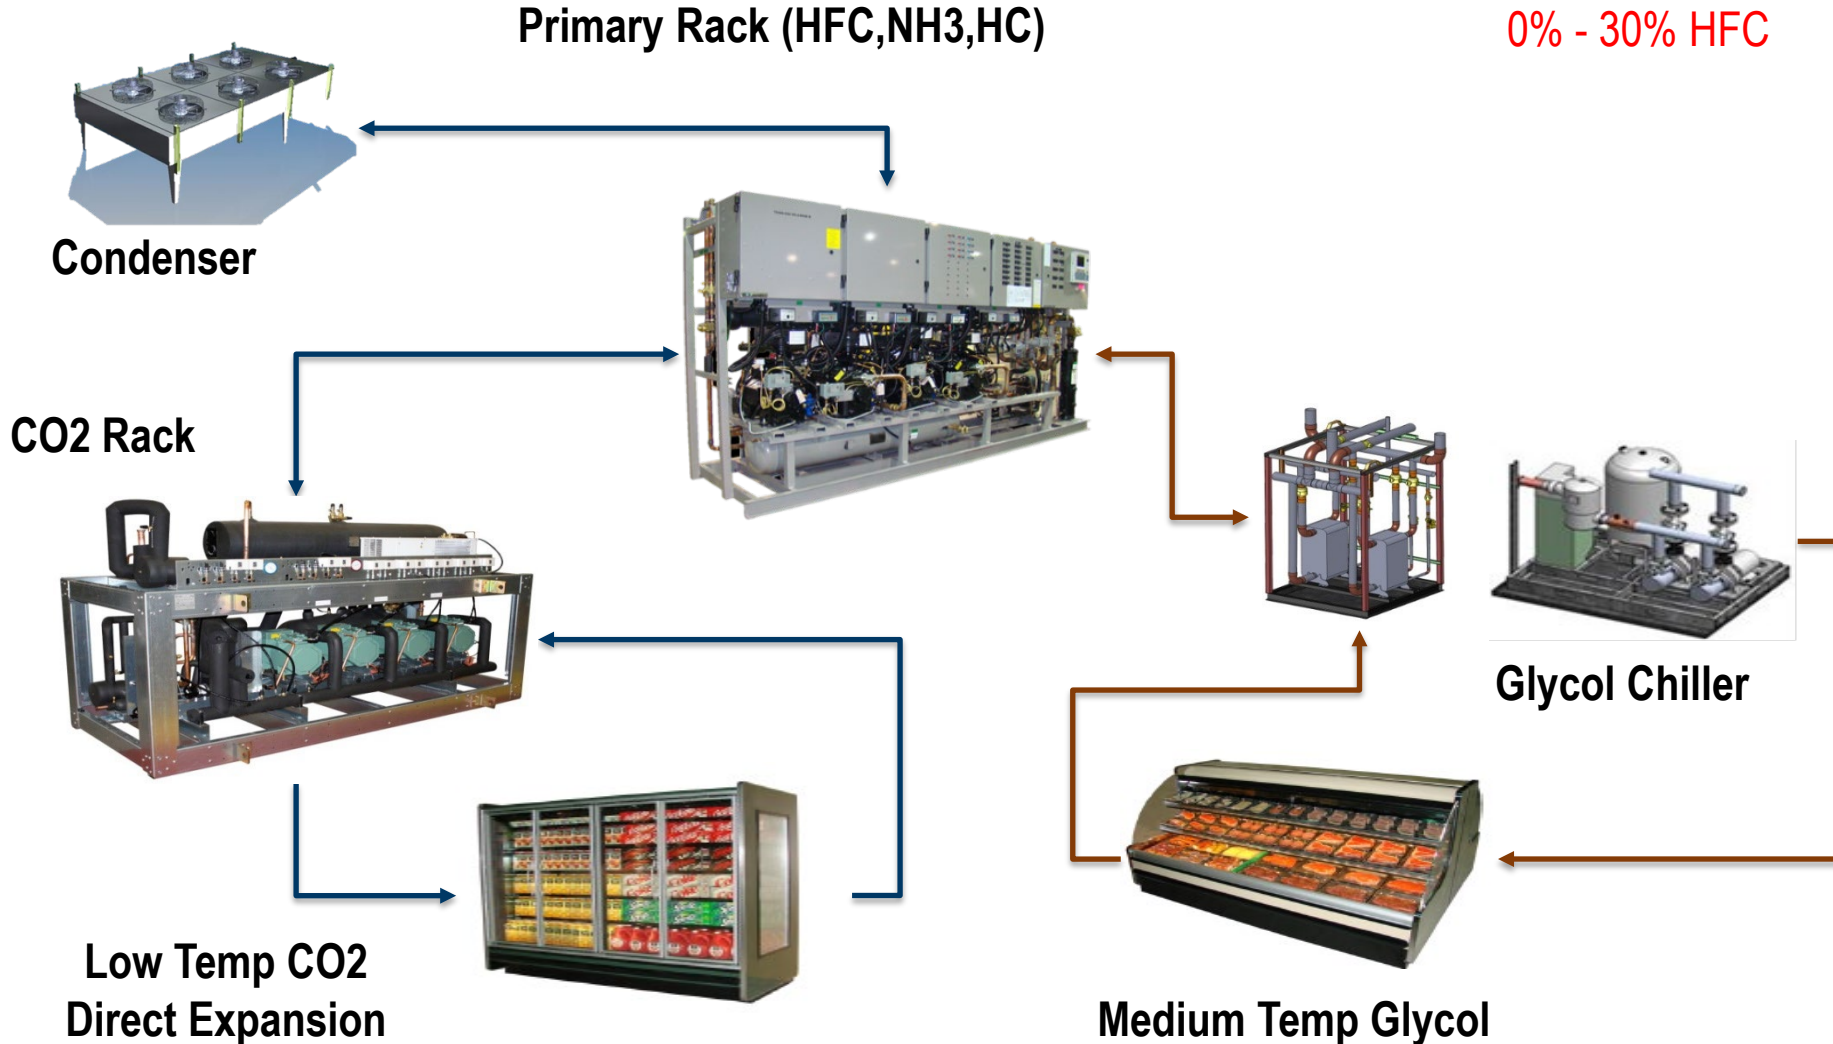 Primary Rack (HFC,NH3,HC)
0% - 30% HFC
Condenser
CO2 Rack
Glycol Chiller
Low Temp CO2
Direct Expansion
Medium Temp Glycol